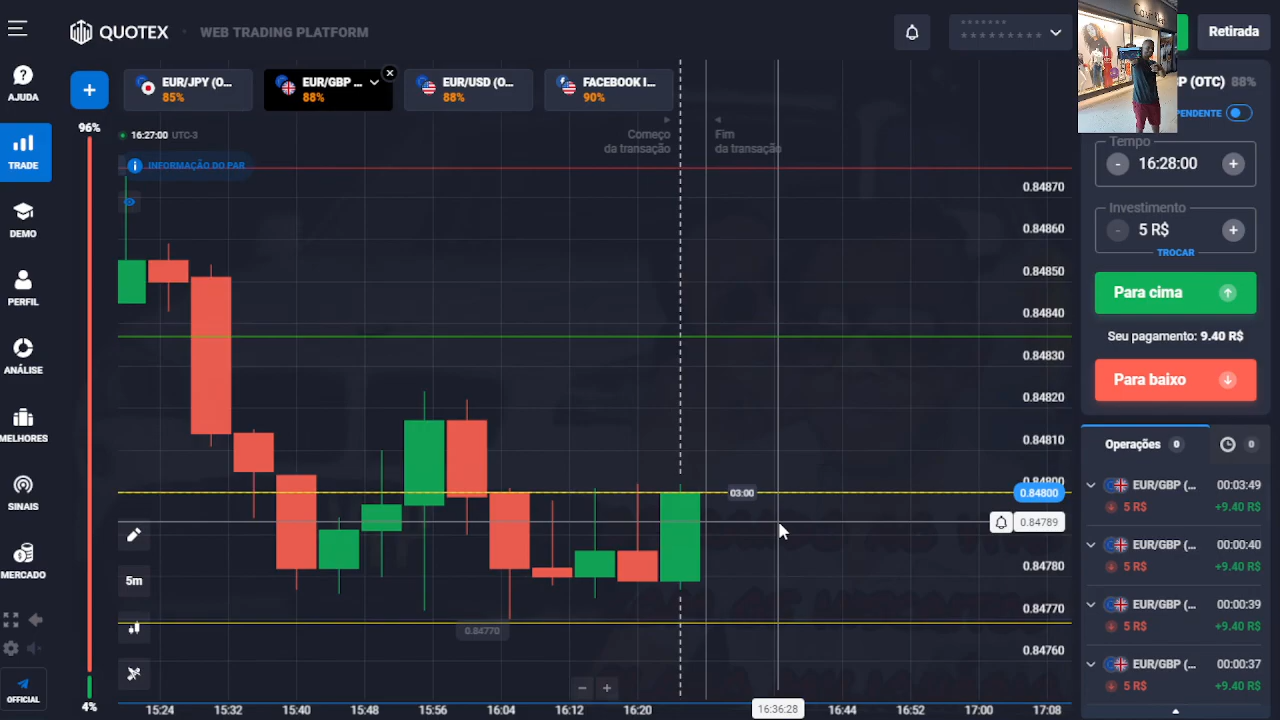 QUOTEX
WEB TRADING PLATFORM
*******
*********
Retirada
AJUDA
TRADE
DEMO
PERFIL
ANÁLISE
MELHORES
SINAIS
MERCADO
OFFICIAL
+
EUR/JPY (O...
85%
EUR/GBP ...
88%
EUR/USD (O...
88%
FACEBOOK I...
90%
96%
4%
16:27:00 UTC-3
INFORMAÇÃO DO PAR
Começo
da transação
Fim
da transação
0.84870
0.84860
0.84850
0.84840
0.84830
0.84820
0.84810
0.84800
0.84800
0.84789
0.84780
0.84770
0.84760
03:00
0.84770
5m
15:24
15:32
15:40
15:48
15:56
16:04
16:12
16:20
16:36:28
16:44
16:52
17:00
17:08
P (OTC) 88%
PENDENTE
Tempo
- 16:28:00 +
Investimento
- 5 R$ +
TROCAR
Para cima
Seu pagamento: 9.40 R$
Para baixo
Operações 0
0
EUR/GBP (... 00:03:49
5 R$ +9.40 R$
EUR/GBP (... 00:00:40
5 R$ +9.40 R$
EUR/GBP (... 00:00:39
5 R$ +9.40 R$
EUR/GBP (... 00:00:37
5 R$ +9.40 R$